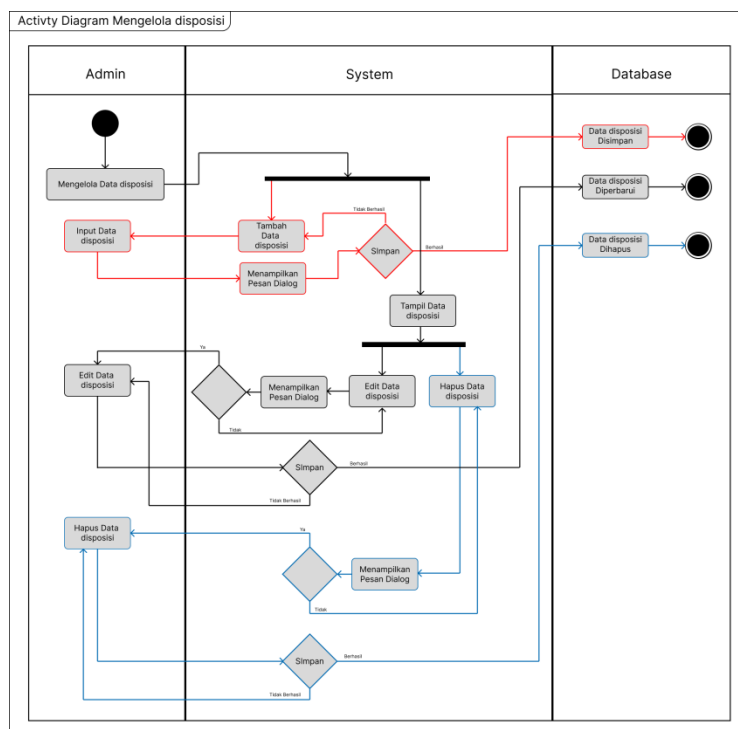 Activty Diagram Mengelola disposisi
Admin
System
Database
Data disposisi
Disimpan
Mengelola Data disposisi
Data disposisi
Diperbarui
Tidak Berhasil
Input Data
disposisi
Tambah
Data
disposisi
SImpan
Berhasil
Data disposisi
Dihapus
Menampilkan
Pesan Dialog
Tampil Data
disposisi
Ya
Edit Data
disposisi
Menampilkan
Pesan Dialog
Edit Data
disposisi
Hapus Data
disposisi
Tidak
SImpan
Berhasil
Tidak Berhasil
Hapus Data
disposisi
Ya
Menampilkan
Pesan Dialog
Tidak
SImpan
Berhasil
Tidak Berhasil